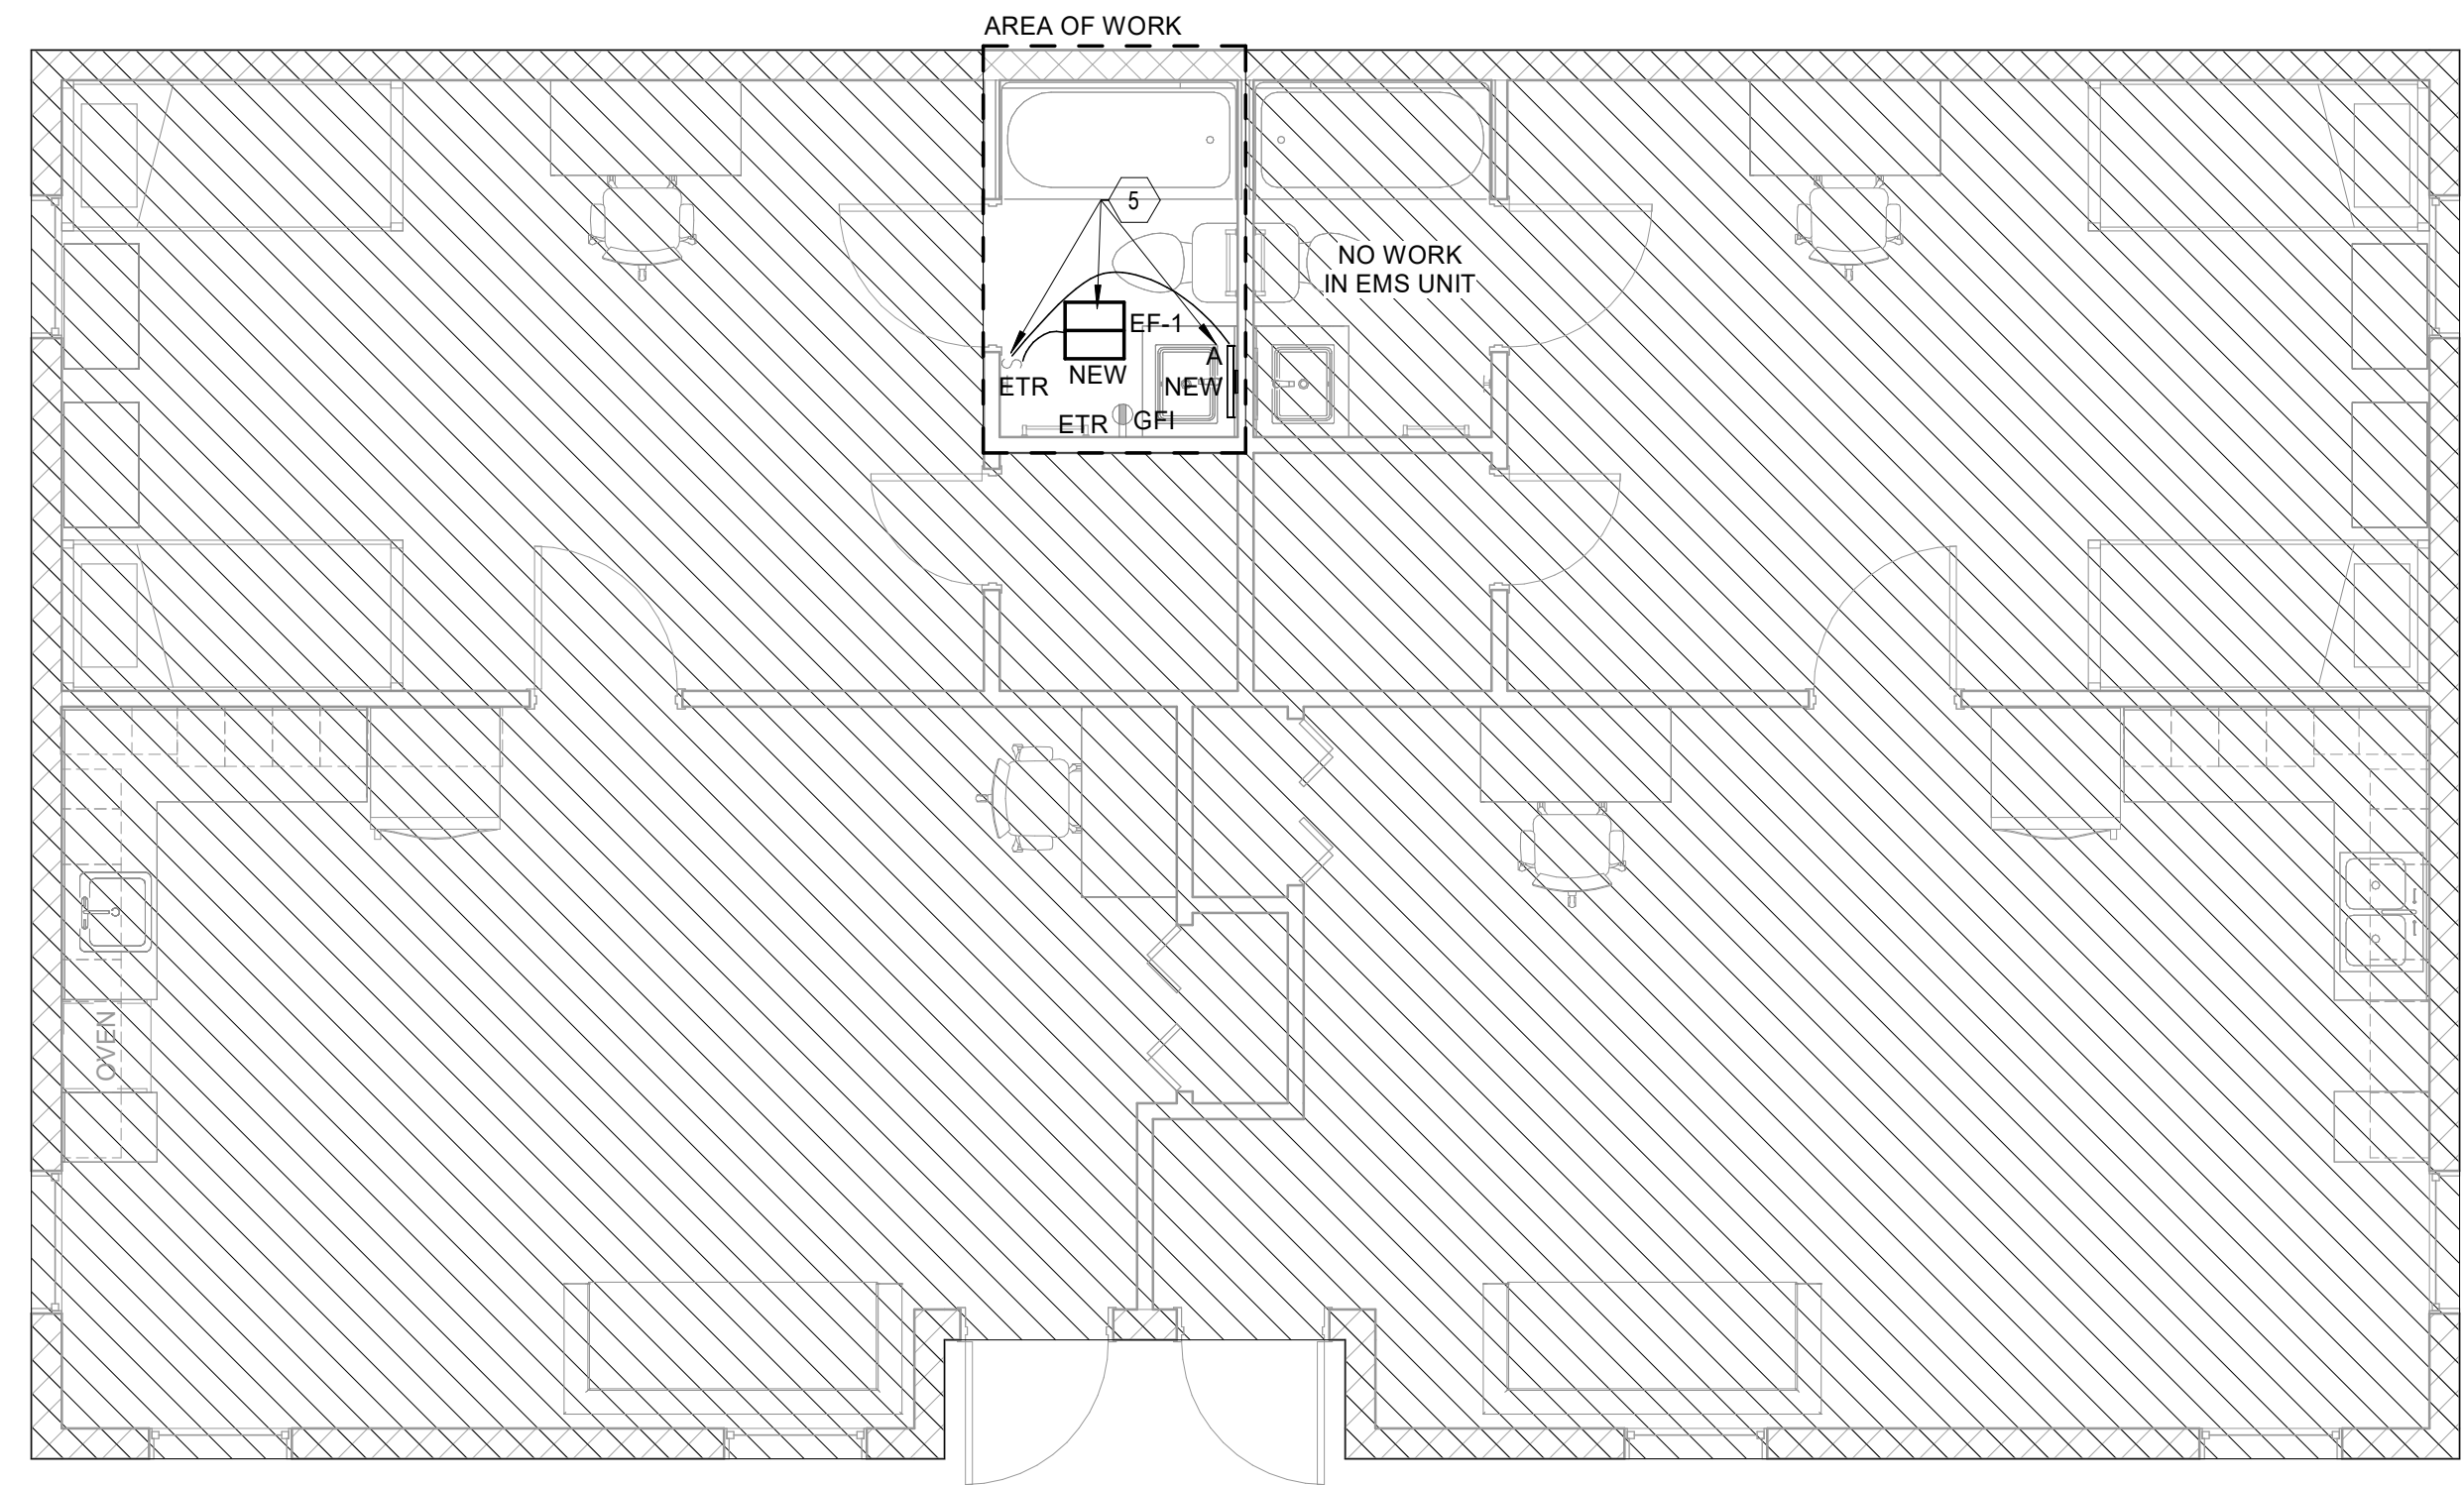 AREA OF WORK
5
NO WORK
IN EMS UNIT
EF-1
S
A
ETR
NEW
NEW
ETR
GFI
OVEN